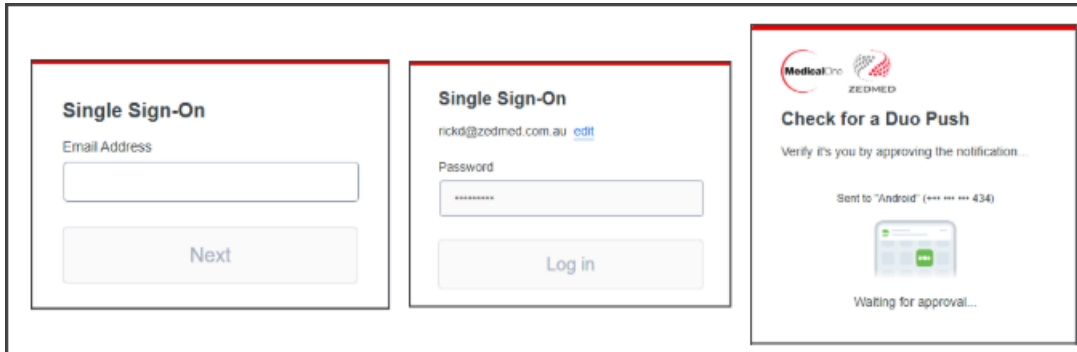 Single Sign-On
Email Address
Next
Single Sign-On
rickd@zedmed.com.au edit
Password
•••••••••
Log in
MedicalOne
ZEDMED
Check for a Duo Push
Verify it's you by approving the notification...
Sent to "Android" (••• ••• ••• 434)
Waiting for approval...